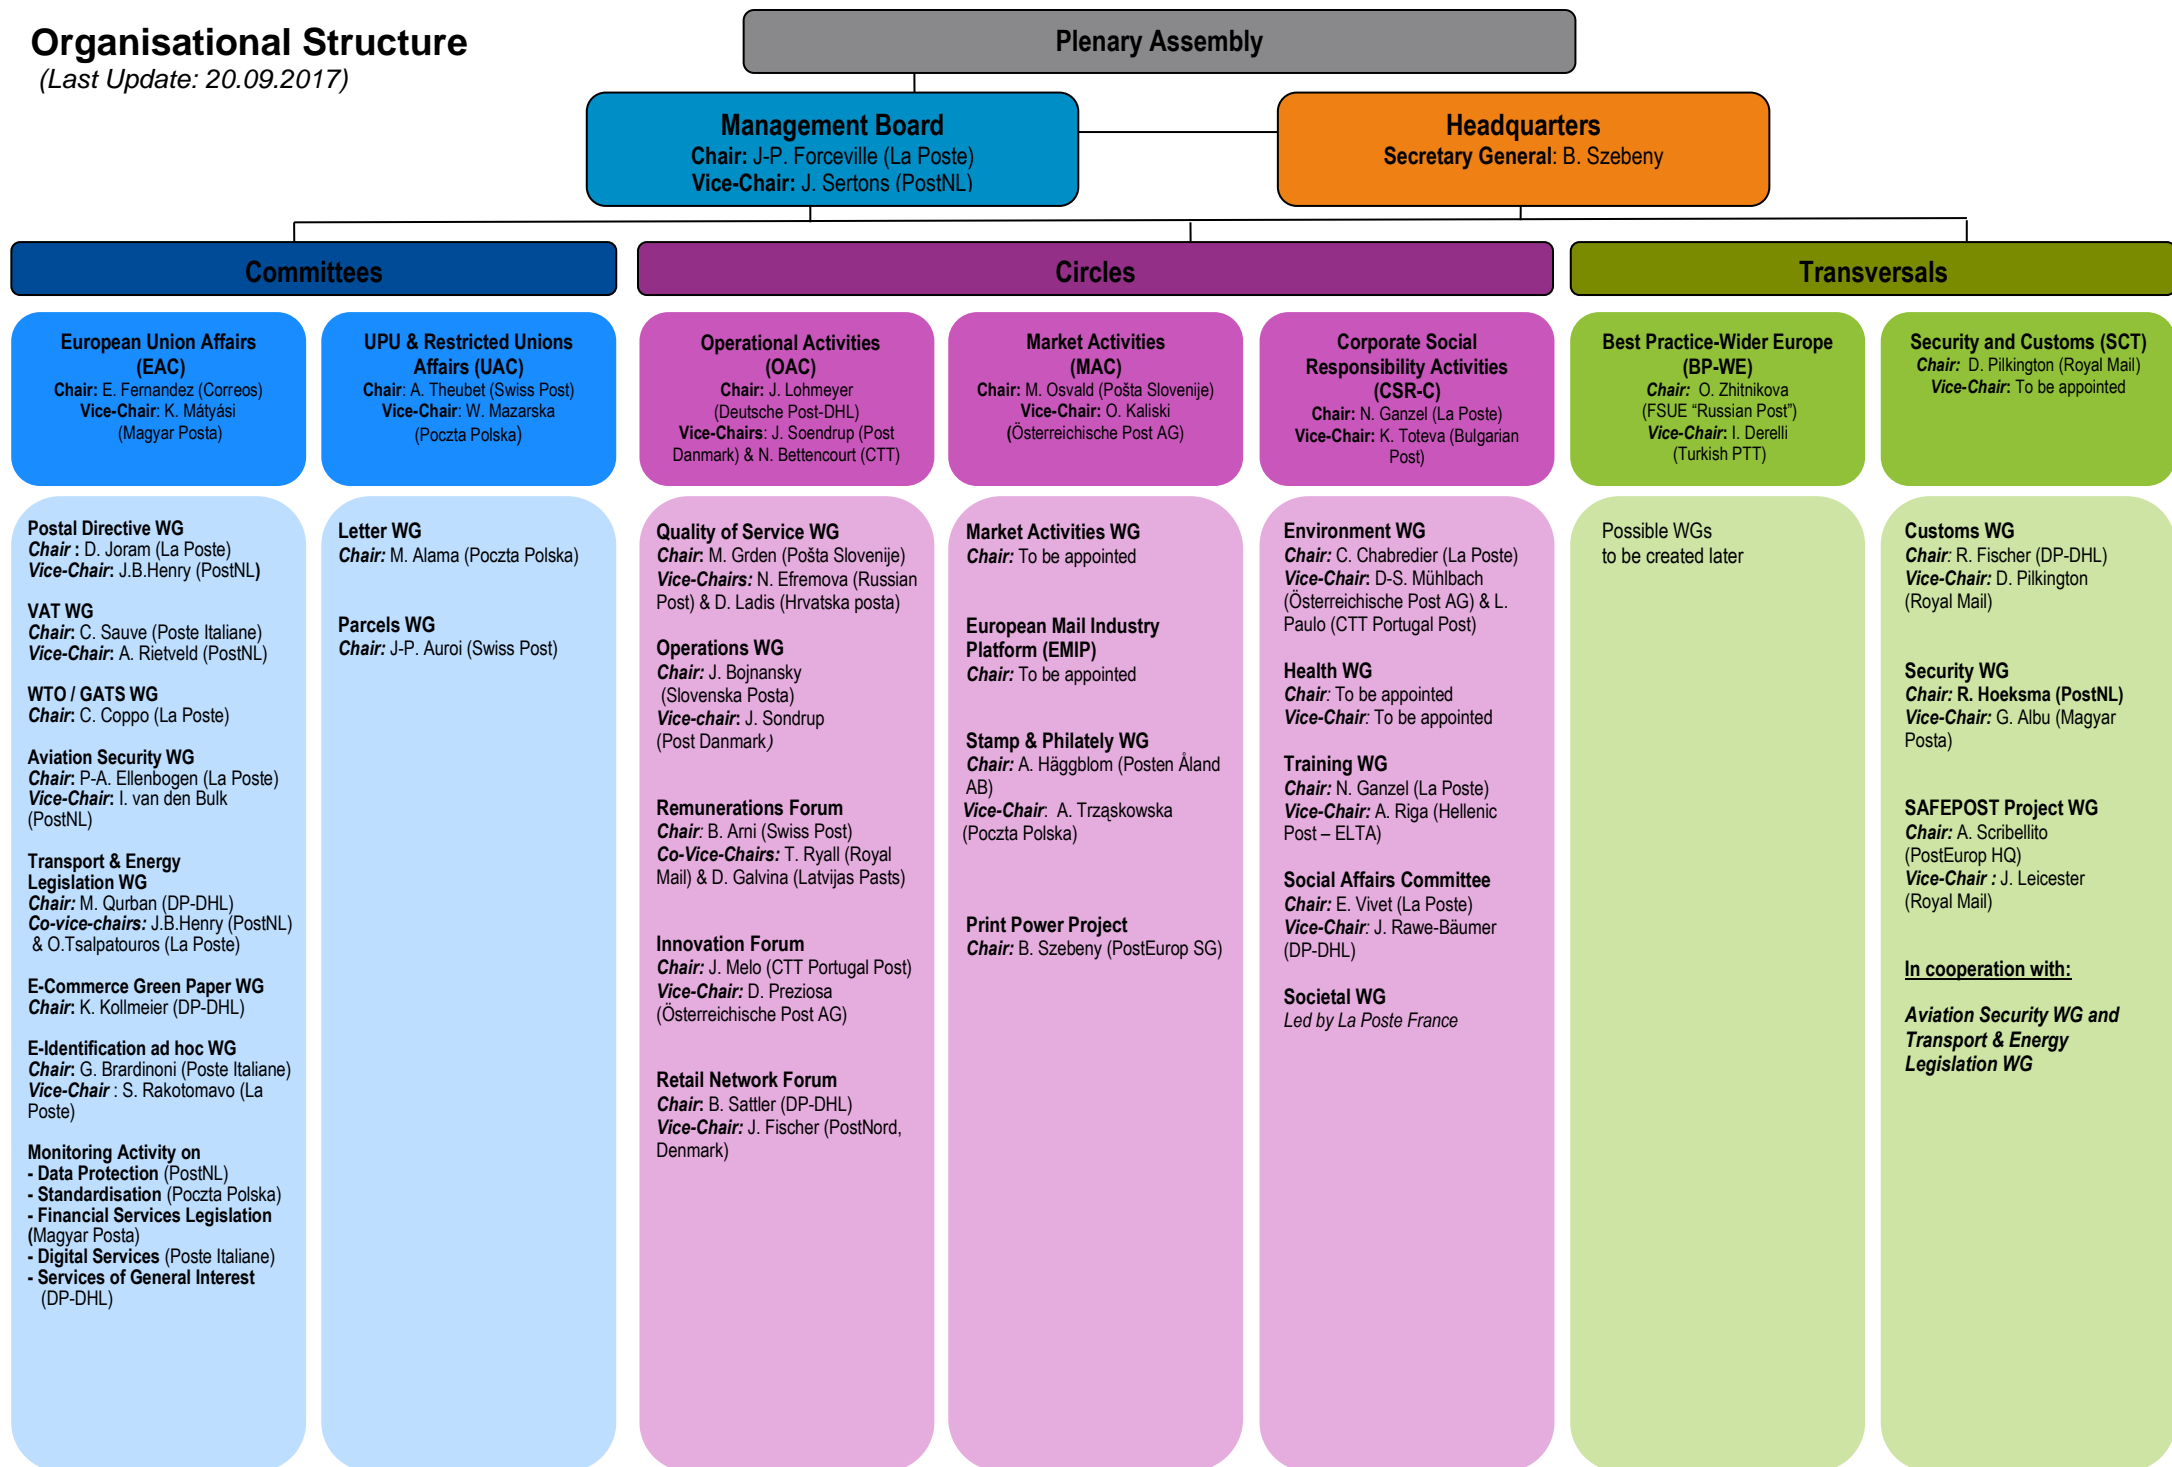 Organisational Structure
(Last Update: 20.09.2017)
Plenary Assembly
Management Board
Chair: J-P. Forceville (La Poste)
Vice-Chair: J. Sertons (PostNL)
Headquarters
Secretary General: B. Szebeny
Committees
Circles
Transversals
European Union Affairs
(EAC)
Chair: E. Fernandez (Correos)
Vice-Chair: K. Mátyási
(Magyar Posta)
UPU & Restricted Unions
Affairs (UAC)
Chair: A. Theubet (Swiss Post)
Vice-Chair: W. Mazarska
(Poczta Polska)
Operational Activities
(OAC)
Chair: J. Lohmeyer
(Deutsche Post-DHL)
Vice-Chairs: J. Soendrup (Post
Danmark) & N. Bettencourt (CTT)
Market Activities
(MAC)
Chair: M. Osvald (Pošta Slovenije)
Vice-Chair: O. Kaliski
(Österreichische Post AG)
Corporate Social
Responsibility Activities
(CSR-C)
Chair: N. Ganzel (La Poste)
Vice-Chair: K. Toteva (Bulgarian
Post)
Best Practice-Wider Europe
(BP-WE)
Chair: O. Zhitnikova
(FSUE “Russian Post”)
Vice-Chair: I. Derelli
(Turkish PTT)
Security and Customs (SCT)
Chair: D. Pilkington (Royal Mail)
Vice-Chair: To be appointed
Postal Directive WG
Chair : D. Joram (La Poste)
Vice-Chair: J.B.Henry (PostNL)
VAT WG
Chair: C. Sauve (Poste Italiane)
Vice-Chair: A. Rietveld (PostNL)
WTO / GATS WG
Chair: C. Coppo (La Poste)
Aviation Security WG
Chair: P-A. Ellenbogen (La Poste)
Vice-Chair: I. van den Bulk
(PostNL)
Transport & Energy
Legislation WG
Chair: M. Qurban (DP-DHL)
Co-vice-chairs: J.B.Henry (PostNL)
& O.Tsalpatouros (La Poste)
E-Commerce Green Paper WG
Chair: K. Kollmeier (DP-DHL)
E-Identification ad hoc WG
Chair: G. Brardinoni (Poste Italiane)
Vice-Chair : S. Rakotomavo (La
Poste)
Monitoring Activity on
- Data Protection (PostNL)
- Standardisation (Poczta Polska)
- Financial Services Legislation
(Magyar Posta)
- Digital Services (Poste Italiane)
- Services of General Interest
(DP-DHL)
Letter WG
Chair: M. Alama (Poczta Polska)
Parcels WG
Chair: J-P. Auroi (Swiss Post)
Quality of Service WG
Chair: M. Grden (Pošta Slovenije)
Vice-Chairs: N. Efremova (Russian
Post) & D. Ladis (Hrvatska posta)
Operations WG
Chair: J. Bojnansky
(Slovenska Posta)
Vice-chair: J. Sondrup
(Post Danmark)
Remunerations Forum
Chair: B. Arni (Swiss Post)
Co-Vice-Chairs: T. Ryall (Royal
Mail) & D. Galvina (Latvijas Pasts)
Innovation Forum
Chair: J. Melo (CTT Portugal Post)
Vice-Chair: D. Preziosa
(Österreichische Post AG)
Retail Network Forum
Chair: B. Sattler (DP-DHL)
Vice-Chair: J. Fischer (PostNord,
Denmark)
Market Activities WG
Chair: To be appointed
European Mail Industry
Platform (EMIP)
Chair: To be appointed
Stamp & Philately WG
Chair: A. Häggblom (Posten Åland
AB)
Vice-Chair: A. Trząskowska
(Poczta Polska)
Print Power Project
Chair: B. Szebeny (PostEurop SG)
Environment WG
Chair: C. Chabredier (La Poste)
Vice-Chair: D-S. Mühlbach
(Österreichische Post AG) & L.
Paulo (CTT Portugal Post)
Health WG
Chair: To be appointed
Vice-Chair: To be appointed
Training WG
Chair: N. Ganzel (La Poste)
Vice-Chair: A. Riga (Hellenic
Post – ELTA)
Social Affairs Committee
Chair: E. Vivet (La Poste)
Vice-Chair: J. Rawe-Bäumer
(DP-DHL)
Societal WG
Led by La Poste France
Possible WGs
to be created later
Customs WG
Chair: R. Fischer (DP-DHL)
Vice-Chair: D. Pilkington
(Royal Mail)
Security WG
Chair: R. Hoeksma (PostNL)
Vice-Chair: G. Albu (Magyar
Posta)
SAFEPOST Project WG
Chair: A. Scribellito
(PostEurop HQ)
Vice-Chair : J. Leicester
(Royal Mail)
In cooperation with:
Aviation Security WG and
Transport & Energy
Legislation WG